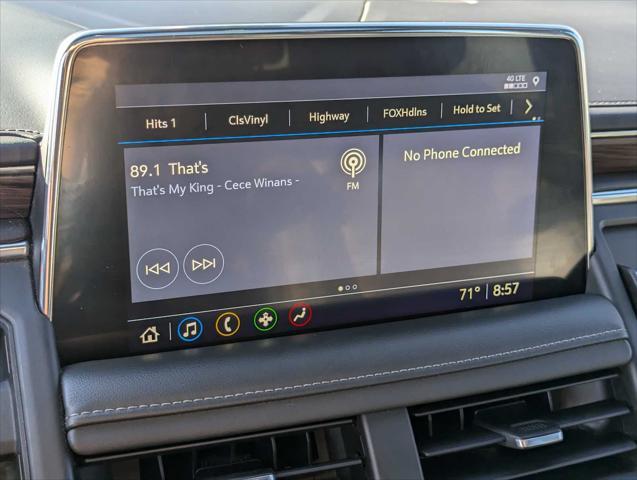 4G LTE
Hits 1 ClsVinyl Highway FOXHdlns Hold to Set
89.1 That's
That's My King - Cece Winans -
FM
No Phone Connected
71° 8:57